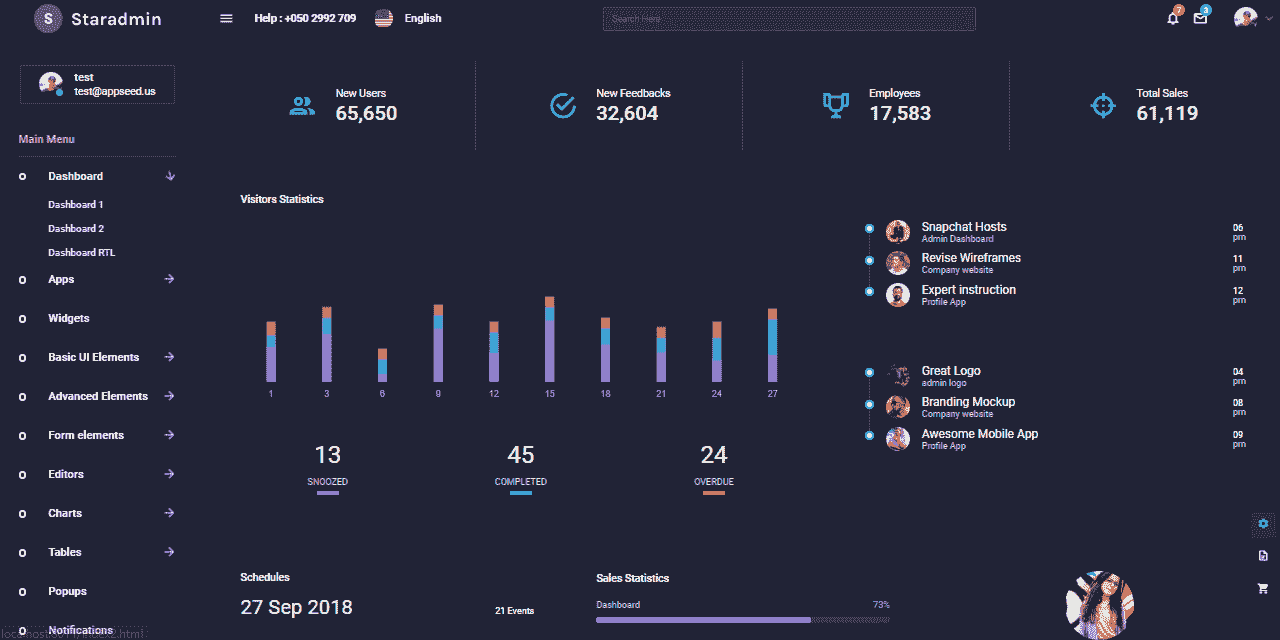 S Staradmin
Help : +050 2992 709
English
Search Here
7
3
test
test@appseed.us
New Users
65,650
New Feedbacks
32,604
Employees
17,583
Total Sales
61,119
Main Menu
Dashboard
Dashboard 1
Dashboard 2
Dashboard RTL
Apps
Widgets
Basic UI Elements
Advanced Elements
Form elements
Editors
Charts
Tables
Popups
Notifications
Visitors Statistics
1 3 6 9 12 15 18 21 24 27
13
SNOOZED
45
COMPLETED
24
OVERDUE
Snapchat Hosts
Admin Dashboard
06
pm
Revise Wireframes
Company website
11
pm
Expert instruction
Profile App
12
pm
Great Logo
admin logo
04
pm
Branding Mockup
Company website
08
pm
Awesome Mobile App
Profile App
09
pm
Schedules
27 Sep 2018
21 Events
Sales Statistics
Dashboard
73%